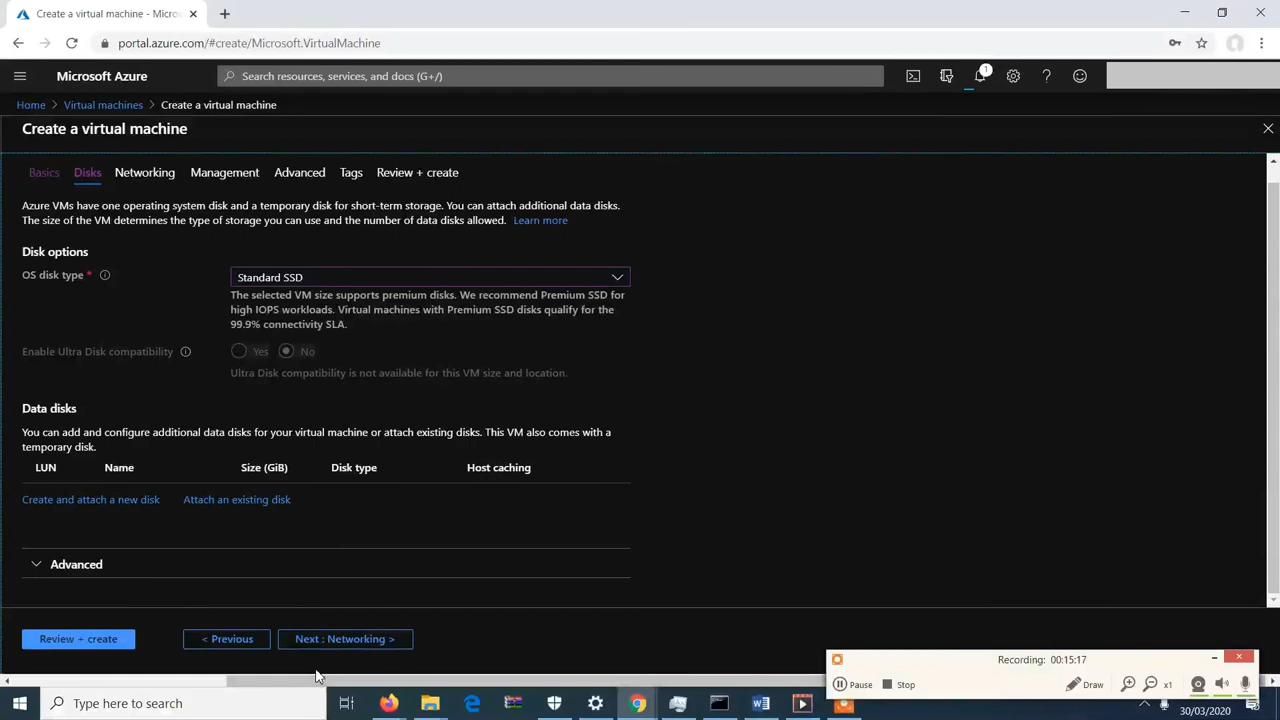 Create a virtual machine - Micros
portal.azure.com/#create/Microsoft.VirtualMachine
Microsoft Azure
Search resources, services, and docs (G+/)
1
Home > Virtual machines > Create a virtual machine
Create a virtual machine
Basics Disks Networking Management Advanced Tags Review + create
Azure VMs have one operating system disk and a temporary disk for short-term storage. You can attach additional data disks.
The size of the VM determines the type of storage you can use and the number of data disks allowed. Learn more
Disk options
OS disk type *
Standard SSD
The selected VM size supports premium disks. We recommend Premium SSD for
high IOPS workloads. Virtual machines with Premium SSD disks qualify for the
99.9% connectivity SLA.
Enable Ultra Disk compatibility
Yes No
Ultra Disk compatibility is not available for this VM size and location.
Data disks
You can add and configure additional data disks for your virtual machine or attach existing disks. This VM also comes with a
temporary disk.
LUN Name Size (GiB) Disk type Host caching
Create and attach a new disk Attach an existing disk
Advanced
Review + create < Previous Next : Networking >
Recording: 00:15:17
Pause Stop Draw x1
Type here to search
30/03/2020